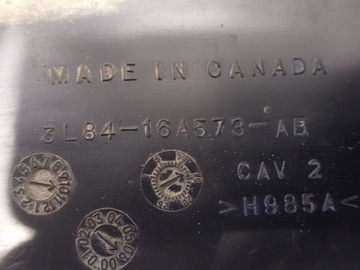 MADE IN CANADA
3L84-16A573-AB
CAV 2
>H985A<